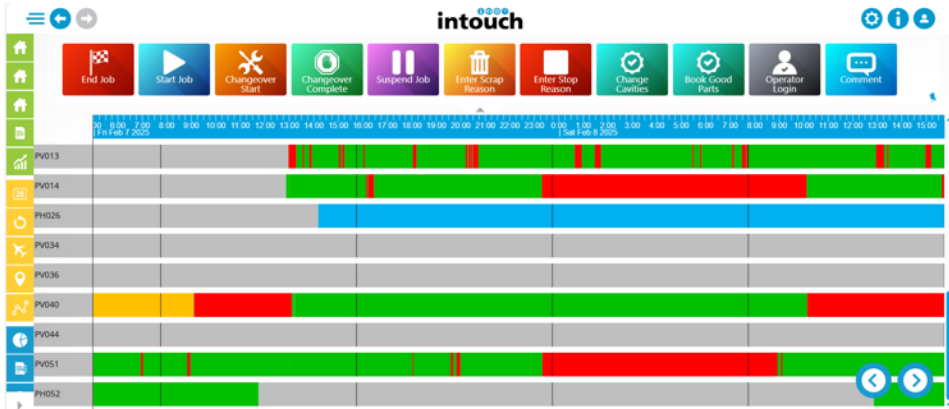 intouch
End Job
Start Job
Changeover
Start
Changeover
Complete
Suspend Job
Enter Scrap
Reason
Enter Stop
Reason
Change
Cavities
Book Good
Parts
Operator
Login
Comment
6:00 7:00 8:00 9:00 10:00 11:00 12:00 13:00 14:00 15:00 16:00 17:00 18:00 19:00 20:00 21:00 22:00 23:00 0:00 1:00 2:00 3:00 4:00 5:00 6:00 7:00 8:00 9:00 10:00 11:00 12:00 13:00 14:00 15:00
| Fri Feb 7 2025 | Sat Feb 8 2025
PV013
PV014
PH026
PV034
PV036
PV040
PV044
PV051
PH052